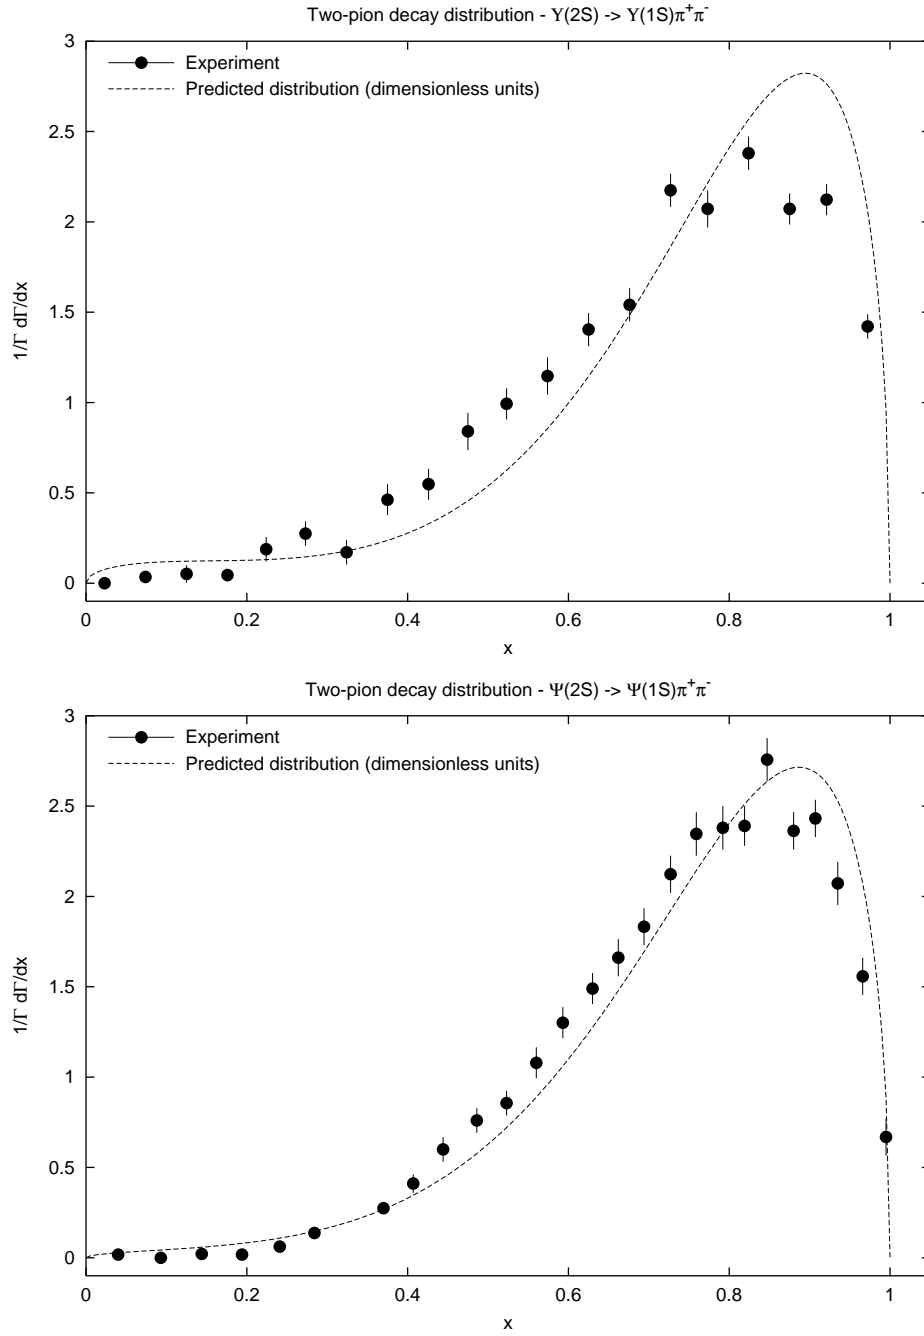 Two-pion decay distribution - ϒ(2S) -> ϒ(1S)π⁺π⁻
3
Experiment
Predicted distribution (dimensionless units)
2.5
2
1.5
1/Γ dΓ/dx
1
0.5
0
0 0.2 0.4 0.6 0.8 1
x
Two-pion decay distribution - Ψ(2S) -> Ψ(1S)π⁺π⁻
3
Experiment
Predicted distribution (dimensionless units)
2.5
2
1.5
1/Γ dΓ/dx
1
0.5
0
0 0.2 0.4 0.6 0.8 1
x